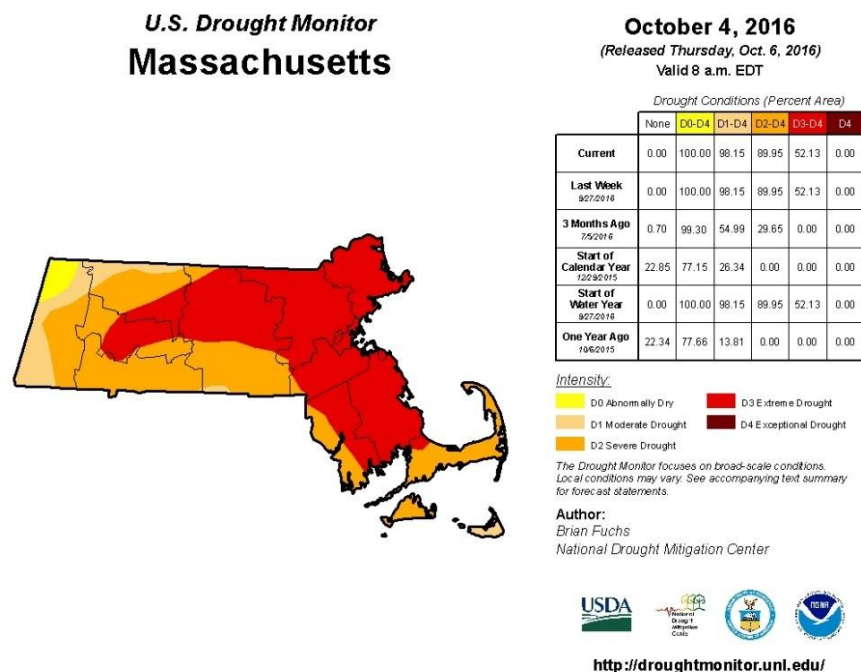 U.S. Drought Monitor
Massachusetts
October 4, 2016
(Released Thursday, Oct. 6, 2016)
Valid 8 a.m. EDT
Drought Conditions (Percent Area)
None D0-D4 D1-D4 D2-D4 D3-D4 D4
Current 0.00 100.00 98.15 89.95 52.13 0.00
Last Week
9/27/2016 0.00 100.00 98.15 89.95 52.13 0.00
3 Months Ago
7/5/2016 0.70 99.30 54.99 29.65 0.00 0.00
Start of
Calendar Year
12/29/2015 22.85 77.15 26.34 0.00 0.00 0.00
Start of
Water Year
9/27/2016 0.00 100.00 98.15 89.95 52.13 0.00
One Year Ago
10/6/2015 22.34 77.66 13.81 0.00 0.00 0.00
Intensity:
D0 Abnormally Dry
D1 Moderate Drought
D2 Severe Drought
D3 Extreme Drought
D4 Exceptional Drought
The Drought Monitor focuses on broad-scale conditions.
Local conditions may vary. See accompanying text summary
for forecast statements.
Author:
Brian Fuchs
National Drought Mitigation Center
USDA
National
Drought
Mitigation
Center
NOAA
http://droughtmonitor.unl.edu/